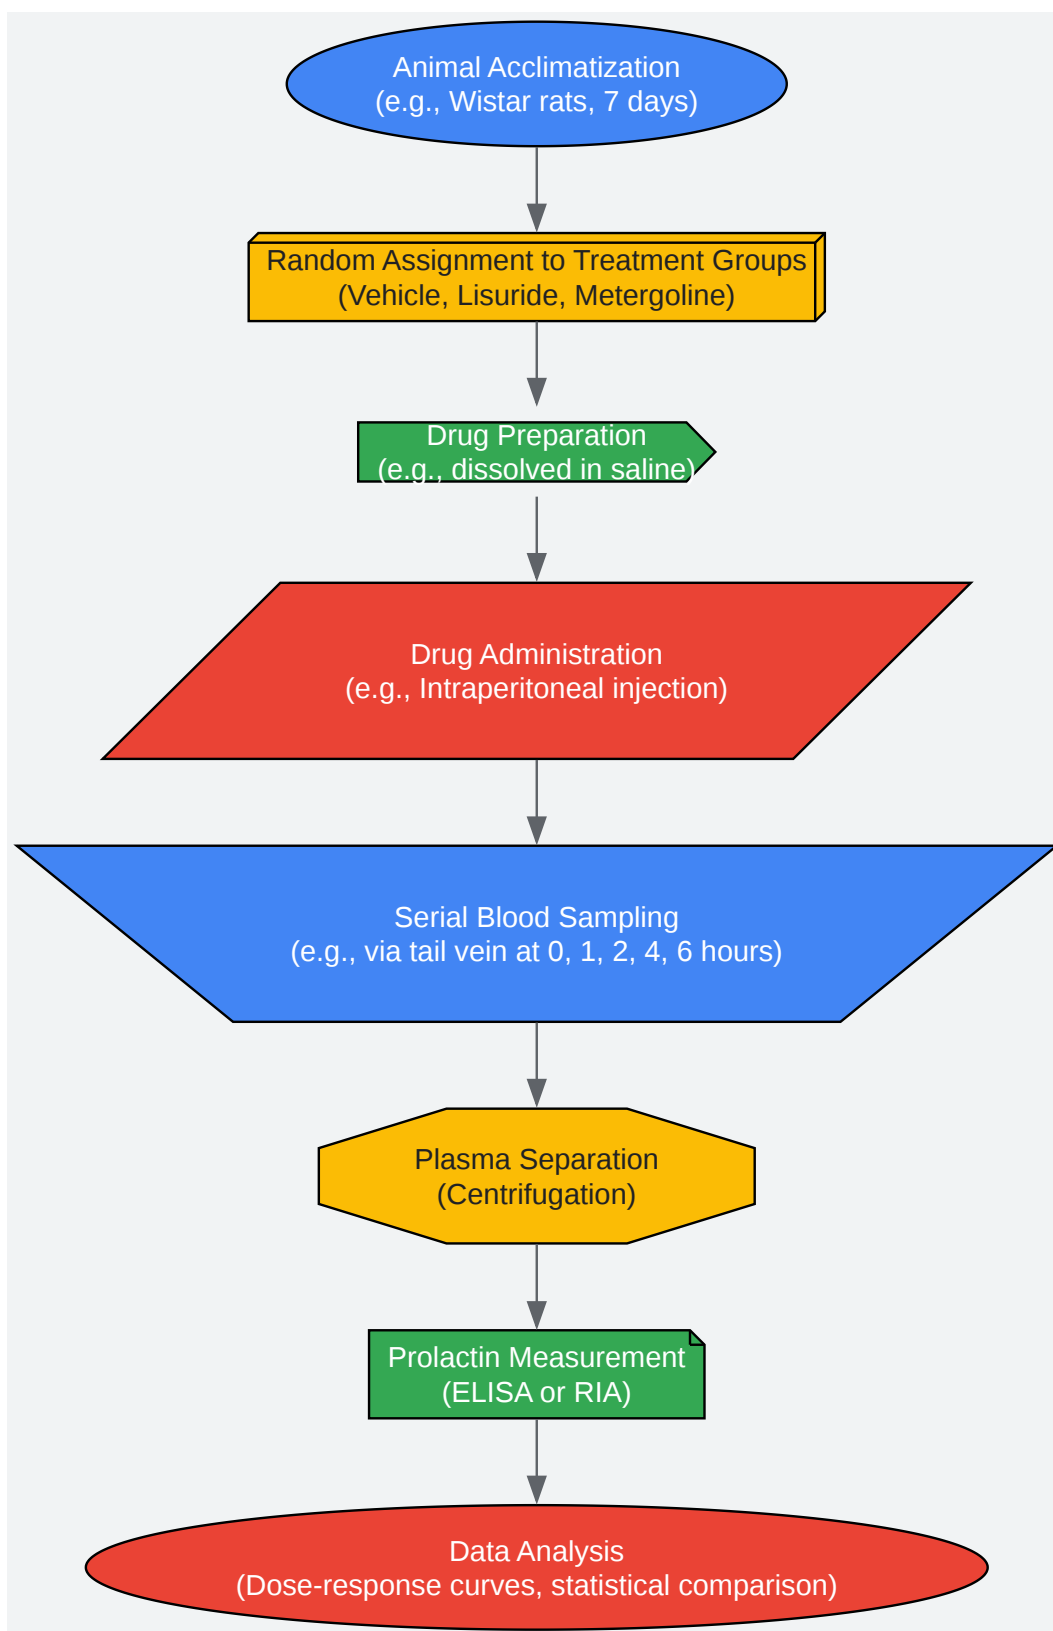 Animal Acclimatization
(e.g., Wistar rats, 7 days)
Random Assignment to Treatment Groups
(Vehicle, Lisuride, Metergoline)
Drug Preparation
(e.g., dissolved in saline)
Drug Administration
(e.g., Intraperitoneal injection)
Serial Blood Sampling
(e.g., via tail vein at 0, 1, 2, 4, 6 hours)
Plasma Separation
(Centrifugation)
Prolactin Measurement
(ELISA or RIA)
Data Analysis
(Dose-response curves, statistical comparison)